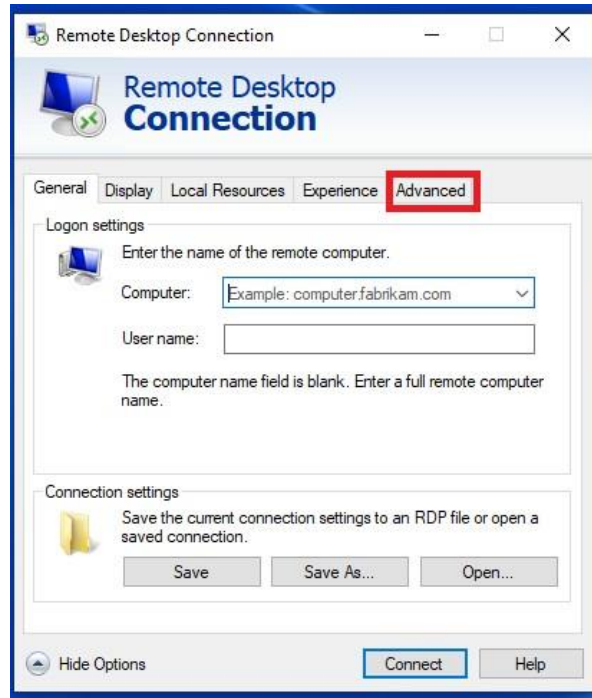 Remote Desktop Connection
Remote Desktop
Connection
General Display Local Resources Experience Advanced
Logon settings
Enter the name of the remote computer.
Computer: Example: computer.fabrikam.com
User name:
The computer name field is blank. Enter a full remote computer
name.
Connection settings
Save the current connection settings to an RDP file or open a
saved connection.
Save Save As... Open...
Hide Options Connect Help